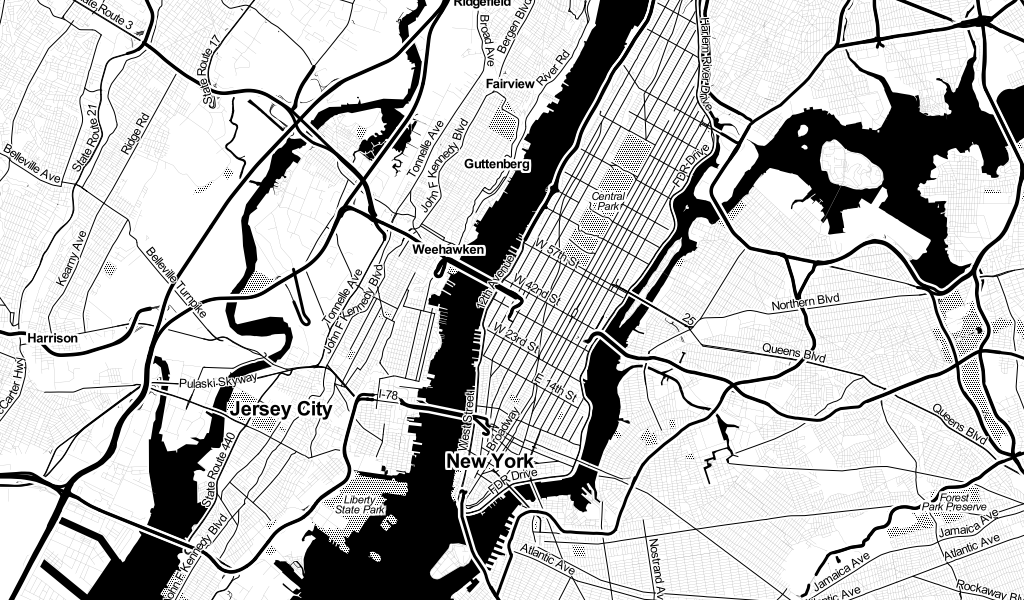 Ridgefield
State Route 3
Broad Ave
Bergen Blvd
State Route 17
River Rd
Harlem River Drive
Fairview
State Route 21
Ridge Rd
Tonnelle Ave
John F Kennedy Blvd
Belleville Ave
Guttenberg
FDR Drive
Central
Park
Kearny Ave
Weehawken
W 57th St
Belleville Turnpike
12th Avenue
W 42nd St
Tonnelle Ave
John F Kennedy Blvd
Northern Blvd
25
W 23rd St
Harrison
Queens Blvd
I
Pulaski Skyway
E 14th St
Carter Hwy
I-78
Jersey City
West Street
Broadway
Queens Blvd
State Route 440
New York
FDR Drive
Liberty
State Park
Forest
Park Preserve
Jamaica Ave
Atlantic Ave
John F Kennedy Blvd
Atlantic Ave
Nostrand Av
Jamaica Ave
Atlantic Ave
Rockaway Blv